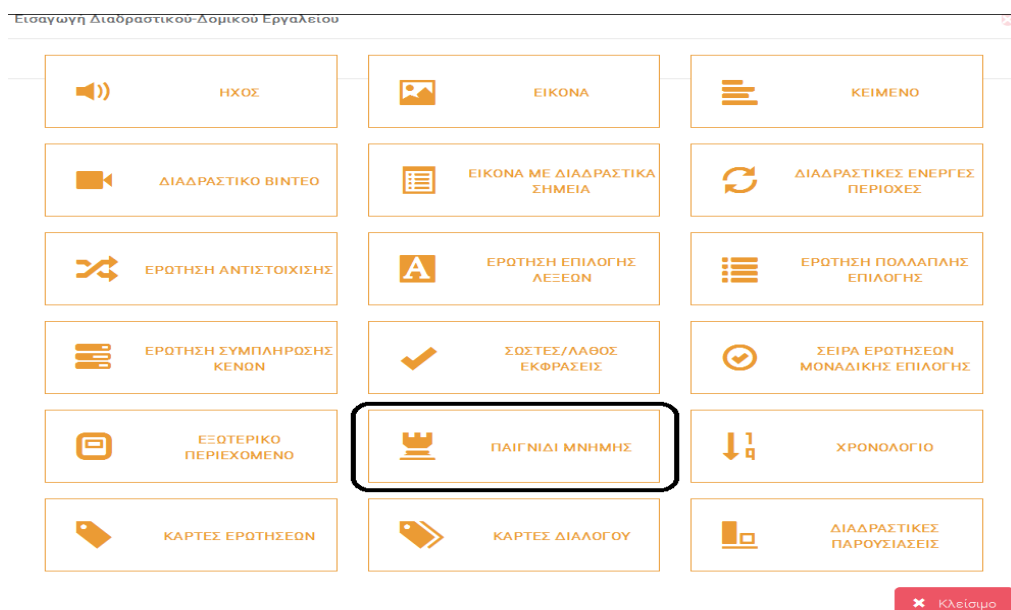 Εισαγωγή Διαδραστικού-Δομικού Εργαλείου
ΗΧΟΣ
ΕΙΚΟΝΑ
ΚΕΙΜΕΝΟ
ΔΙΑΔΡΑΣΤΙΚΟ ΒΙΝΤΕΟ
ΕΙΚΟΝΑ ΜΕ ΔΙΑΔΡΑΣΤΙΚΑ
ΣΗΜΕΙΑ
ΔΙΑΔΡΑΣΤΙΚΕΣ ΕΝΕΡΓΕΣ
ΠΕΡΙΟΧΕΣ
ΕΡΩΤΗΣΗ ΑΝΤΙΣΤΟΙΧΙΣΗΣ
ΕΡΩΤΗΣΗ ΕΠΙΛΟΓΗΣ
ΛΕΞΕΩΝ
ΕΡΩΤΗΣΗ ΠΟΛΛΑΠΛΗΣ
ΕΠΙΛΟΓΗΣ
ΕΡΩΤΗΣΗ ΣΥΜΠΛΗΡΩΣΗΣ
ΚΕΝΩΝ
ΣΩΣΤΕΣ/ΛΑΘΟΣ
ΕΚΦΡΑΣΕΙΣ
ΣΕΙΡΑ ΕΡΩΤΗΣΕΩΝ
ΜΟΝΑΔΙΚΗΣ ΕΠΙΛΟΓΗΣ
ΕΞΩΤΕΡΙΚΟ
ΠΕΡΙΕΧΟΜΕΝΟ
ΠΑΙΓΝΙΔΙ ΜΝΗΜΗΣ
ΧΡΟΝΟΛΟΓΙΟ
ΚΑΡΤΕΣ ΕΡΩΤΗΣΕΩΝ
ΚΑΡΤΕΣ ΔΙΑΛΟΓΟΥ
ΔΙΑΔΡΑΣΤΙΚΕΣ
ΠΑΡΟΥΣΙΑΣΕΙΣ
Κλείσιμο